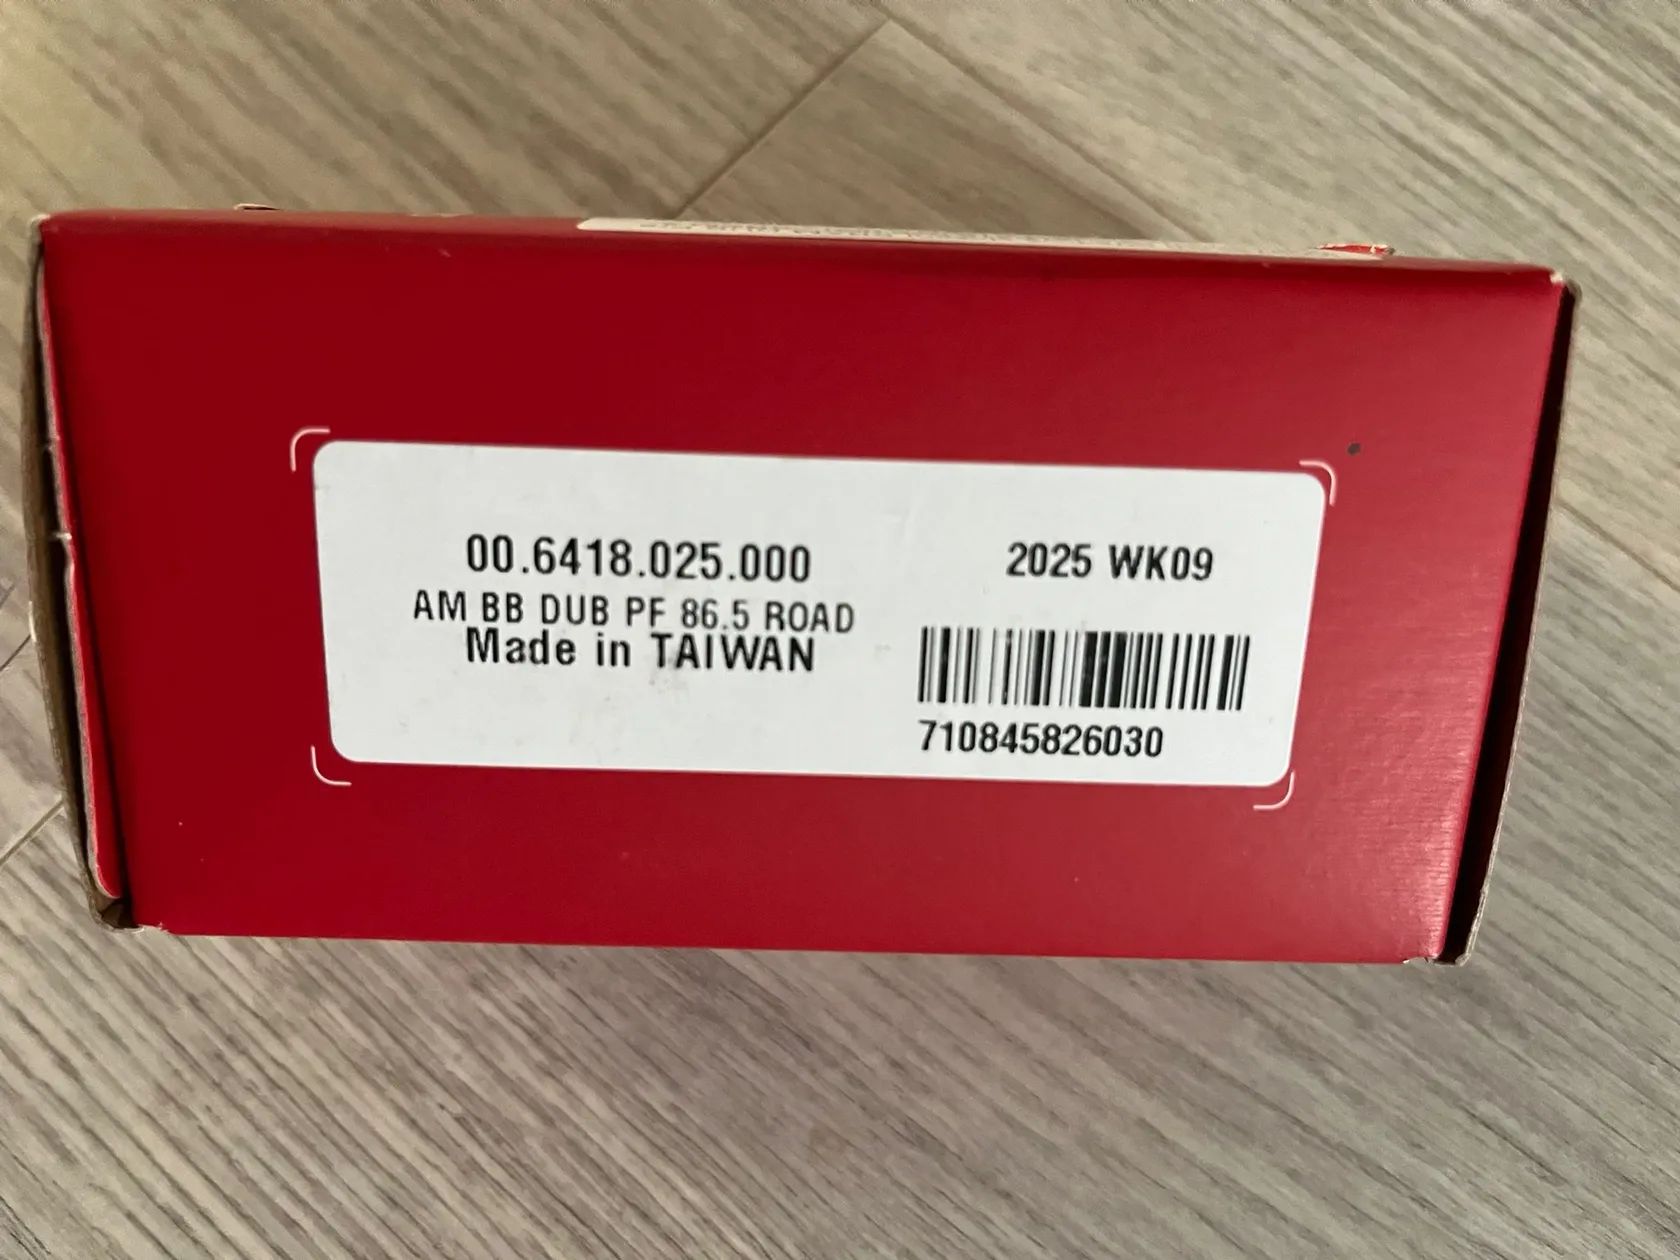 00.6418.025.000
AM BB DUB PF 86.5 ROAD
Made in TAIWAN
2025 WK09
710845826030